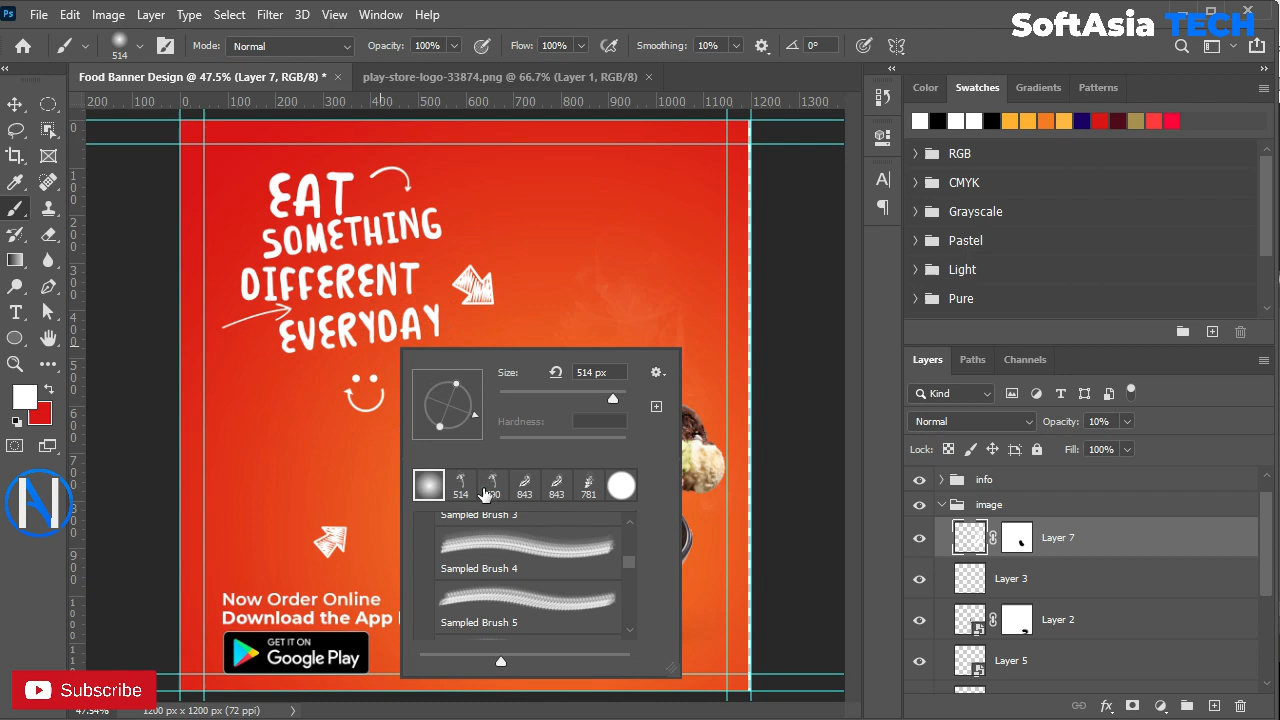 Ps File Edit Image Layer Type Select Filter 3D View Window Help
SoftAsia TECH
514 Mode: Normal Opacity: 100% Flow: 100% Smoothing: 10% 0°
Food Banner Design @ 47.5% (Layer 7, RGB/8) * play-store-logo-33874.png @ 66.7% (Layer 1, RGB/8)
200 100 0 100 200 300 400 500 600 700 800 900 1000 1100 1200 1300
Color Swatches Gradients Patterns
RGB
CMYK
Grayscale
Pastel
Light
Pure
EAT
SOMETHING
DIFFERENT
EVERYDAY
Size: 514 px
Hardness:
514 843 843 781
Sampled Brush 3
Sampled Brush 4
Sampled Brush 5
Now Order Online
Download the App
GET IT ON
Google Play
Layers Paths Channels
Kind
Normal Opacity: 10%
Lock: Fill: 100%
info
image
Layer 7
Layer 3
Layer 2
Layer 5
N
Subscribe
47.54% 1200 px x 1200 px (72 ppi)